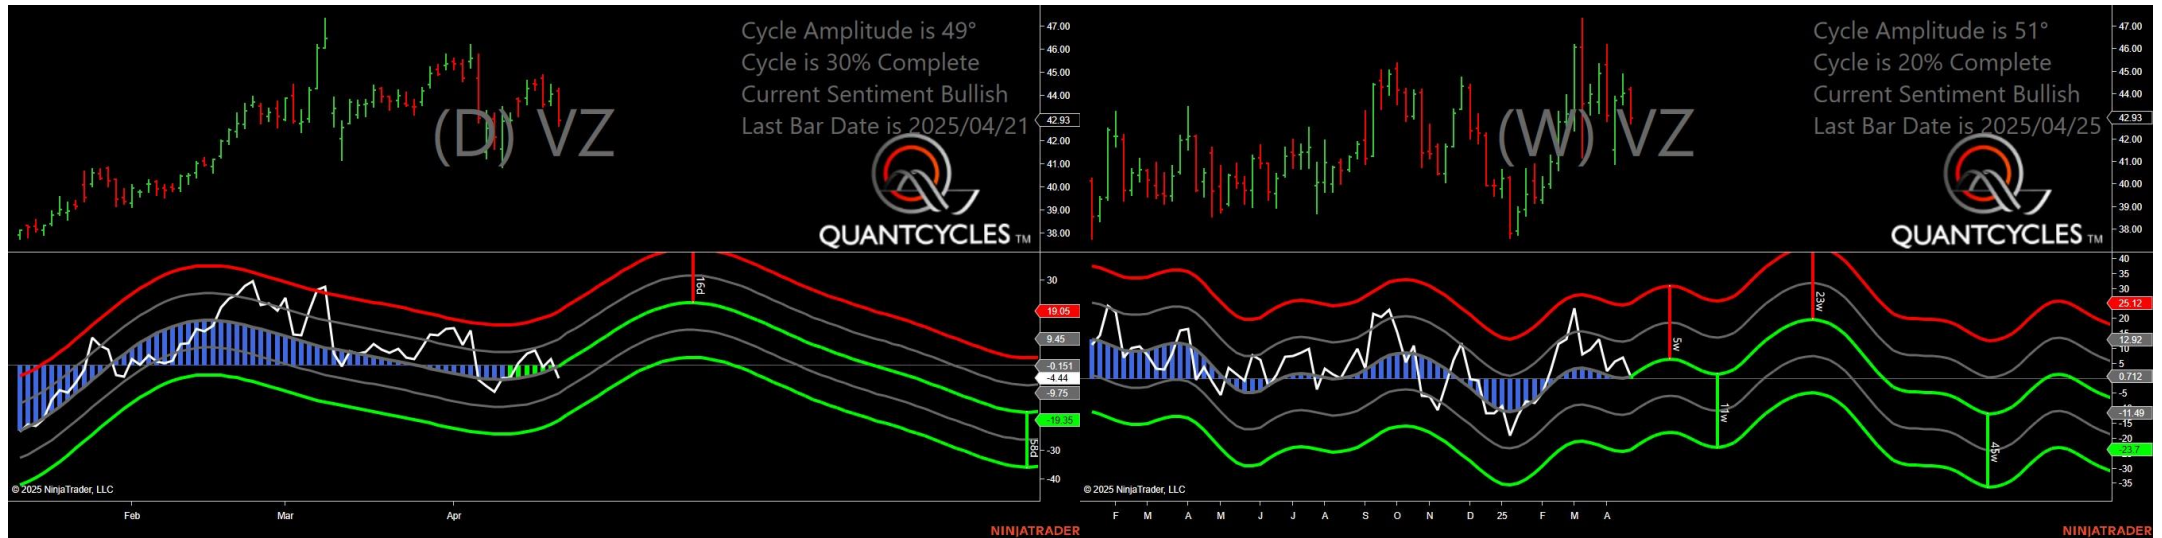 Cycle Amplitude is 49°
Cycle is 30% Complete
Current Sentiment Bullish
Last Bar Date is 2025/04/21
(D) VZ
QUANTCYCLES TM
47.00
46.00
45.00
44.00
43.00
42.93
42.00
41.00
40.00
39.00
38.00
16d
58d
30
19.05
9.45
-0.151
-4.44
-9.75
-19.35
-30
-40
© 2025 NinjaTrader, LLC
Feb
Mar
Apr
NINJATRADER
Cycle Amplitude is 51°
Cycle is 20% Complete
Current Sentiment Bullish
Last Bar Date is 2025/04/25
(W) VZ
QUANTCYCLES TM
47.00
46.00
45.00
44.00
42.93
42.00
41.00
40.00
39.00
38.00
5w
11w
23w
45w
40
35
30
25.12
20
12.92
10
5
0.712
-5
-11.49
-15
-20
-23.7
-30
-35
© 2025 NinjaTrader, LLC
F
M
A
M
J
J
A
S
O
N
D
25
F
M
A
NINJATRADER